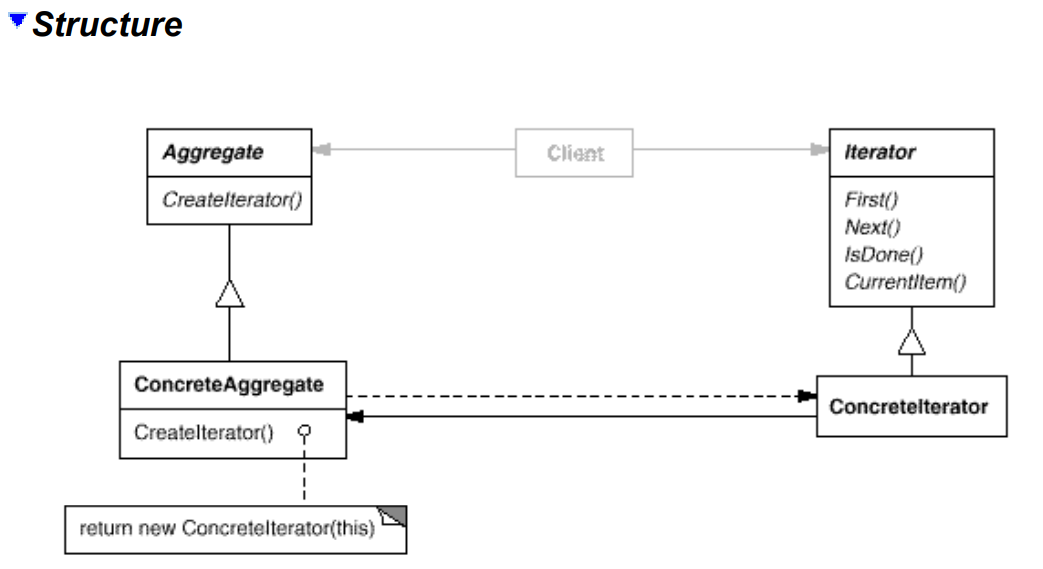 Structure
Aggregate
CreateIterator()
Client
Iterator
First()
Next()
IsDone()
CurrentItem()
ConcreteAggregate
CreateIterator()
ConcreteIterator
return new ConcreteIterator(this)